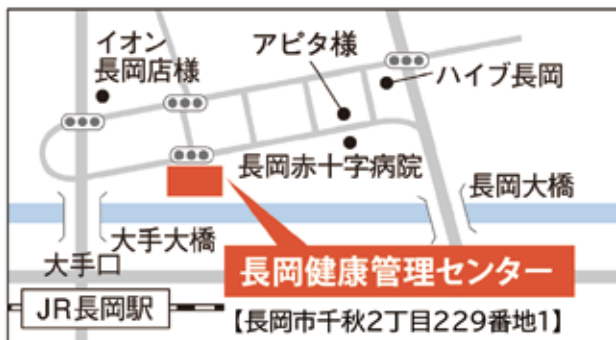 イオン
長岡店様
アピタ様
ハイブ長岡
長岡赤十字病院
長岡大橋
大手大橋
大手口
長岡健康管理センター
JR長岡駅
【長岡市千秋2丁目229番地1】